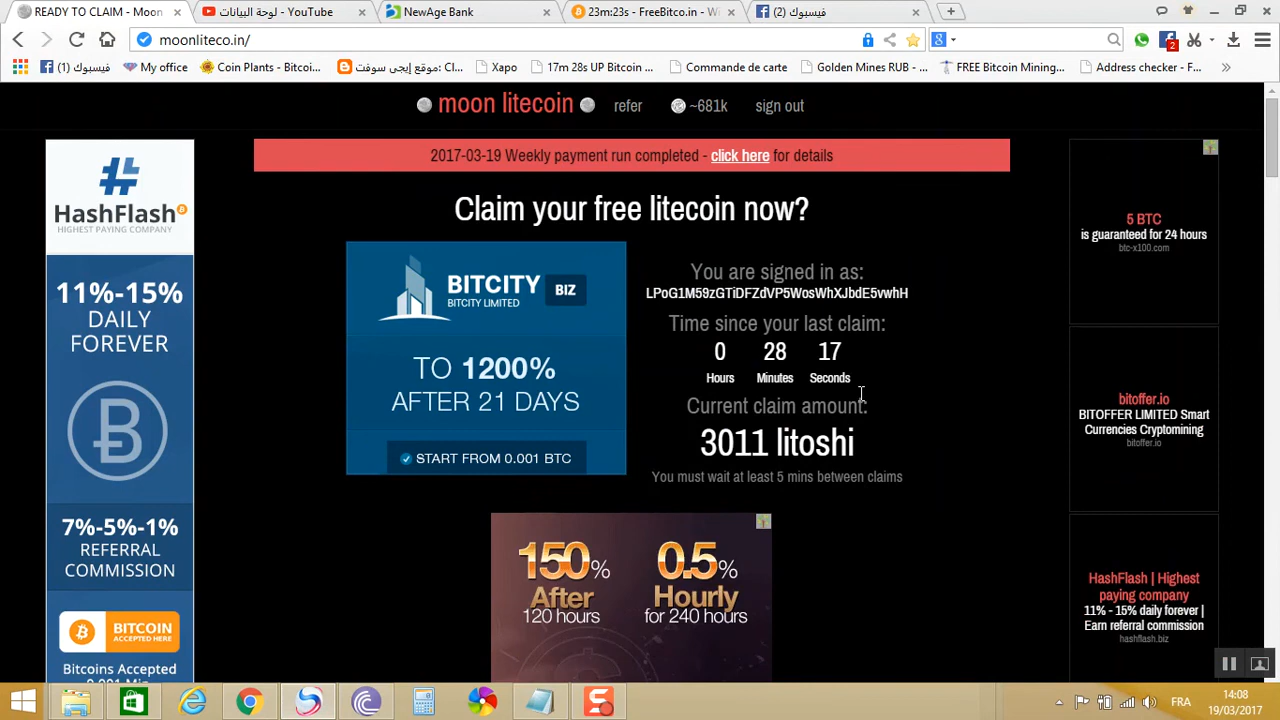 READY TO CLAIM - Moon
لوحة البيانات - YouTube
NewAge Bank
23m:23s - FreeBitco.in - Wi
فيسبوك (2)
moonliteco.in/
2
فيسبوك (1)
My office
Coin Plants - Bitcoi...
موقع إيجى سوفت: Cl...
Xapo
17m 28s UP Bitcoin ...
Commande de carte
Golden Mines RUB - ...
FREE Bitcoin Mining...
Address checker - F...
moon litecoin
refer
~681k
sign out
2017-03-19 Weekly payment run completed - click here for details
Claim your free litecoin now?
HashFlash
HIGHEST PAYING COMPANY
11%-15%
DAILY
FOREVER
7%-5%-1%
REFERRAL
COMMISSION
BITCOIN
ACCEPTED HERE
Bitcoins Accepted
BITCITY BIZ
BITCITY LIMITED
TO 1200%
AFTER 21 DAYS
START FROM 0.001 BTC
You are signed in as:
LPoG1M59zGTiDFZdVP5WosWhXJbdE5vwhH
Time since your last claim:
0 28 17
Hours Minutes Seconds
Current claim amount:
3011 litoshi
You must wait at least 5 mins between claims
150%
After
120 hours
0.5%
Hourly
for 240 hours
5 BTC
is guaranteed for 24 hours
btc-x100.com
bitoffer.io
BITOFFER LIMITED Smart
Currencies Cryptomining
bitoffer.io
HashFlash | Highest
paying company
11% - 15% daily forever |
Earn referral commission
hashflash.biz
FRA
14:08
19/03/2017